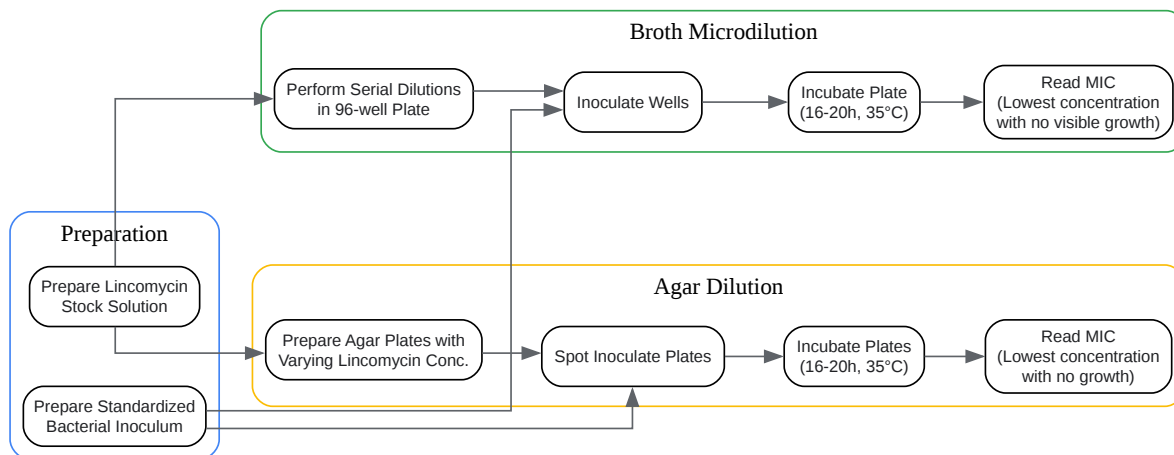 Broth Microdilution
Perform Serial Dilutions
in 96-well Plate
Inoculate Wells
Incubate Plate
(16-20h, 35°C)
Read MIC
(Lowest concentration
with no visible growth)
Preparation
Prepare Lincomycin
Stock Solution
Prepare Standardized
Bacterial Inoculum
Agar Dilution
Prepare Agar Plates with
Varying Lincomycin Conc.
Spot Inoculate Plates
Incubate Plates
(16-20h, 35°C)
Read MIC
(Lowest concentration
with no growth)